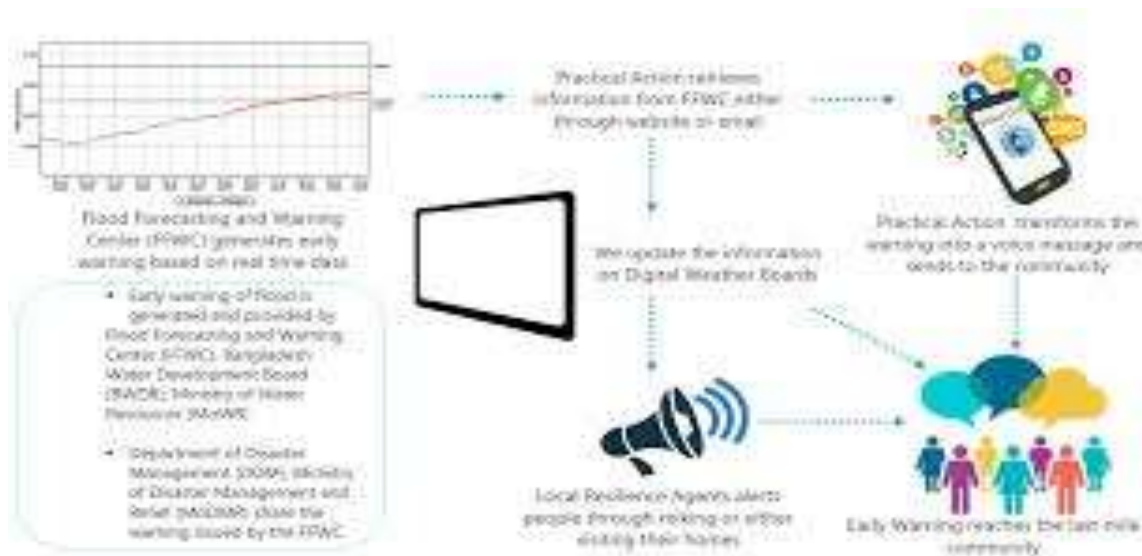 Flood Forecasting and Warning
Center (FFWC) generates early
warning based on real time data
• Early warning of flood is
generated and provided by
Flood Forecasting and Warning
Center (FFWC), Bangladesh
Water Development Board
(BWDB), Ministry of Water
Resources (MoWR)
• Department of Disaster
Management (DDM), Ministry
of Disaster Management and
Relief (MoDMR) share the
warning issued by the FFWC.
Practical Action retrieves
information from FFWC either
through website or email
We update the information
on Digital Weather Boards
Local Resilience Agents alerts
people through miking or either
visiting their homes
Practical Action transforms the
warning into a voice message and
sends to the community
Early Warning reaches the last mile
community